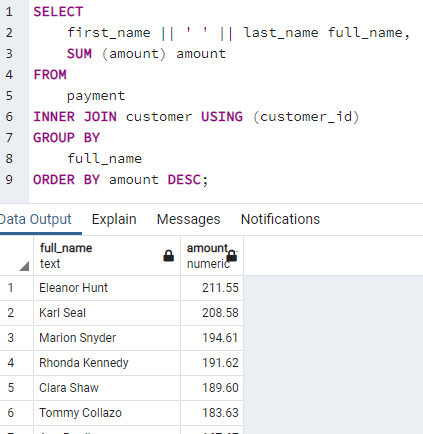 1 SELECT
2 first_name || ' ' || last_name full_name,
3 SUM (amount) amount
4 FROM
5 payment
6 INNER JOIN customer USING (customer_id)
7 GROUP BY
8 full_name
9 ORDER BY amount DESC;
Data Output Explain Messages Notifications
full_name amount
text numeric
1 Eleanor Hunt 211.55
2 Karl Seal 208.58
3 Marion Snyder 194.61
4 Rhonda Kennedy 191.62
5 Clara Shaw 189.60
6 Tommy Collazo 183.63